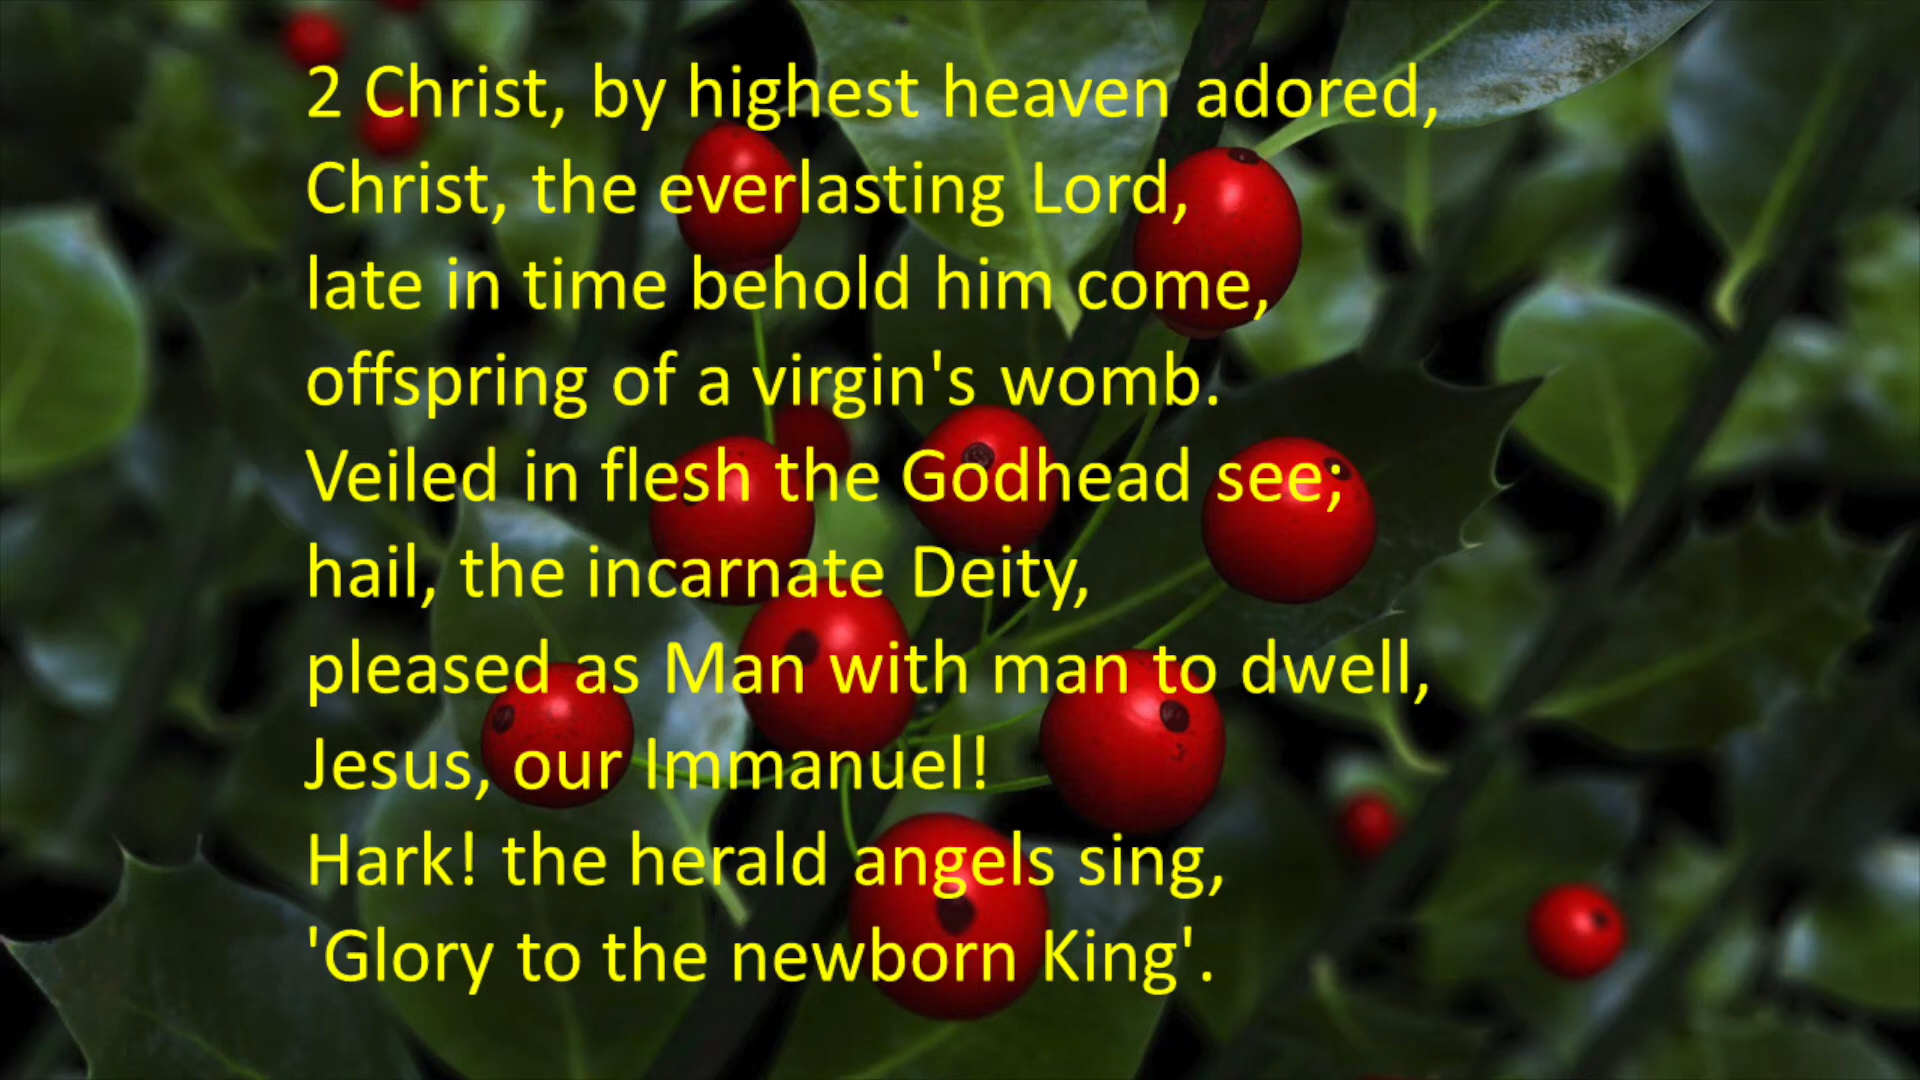 2 Christ, by highest heaven adored,
Christ, the everlasting Lord,
late in time behold him come,
offspring of a virgin's womb.
Veiled in flesh the Godhead see;
hail, the incarnate Deity,
pleased as Man with man to dwell,
Jesus, our Immanuel!
Hark! the herald angels sing,
'Glory to the newborn King'.